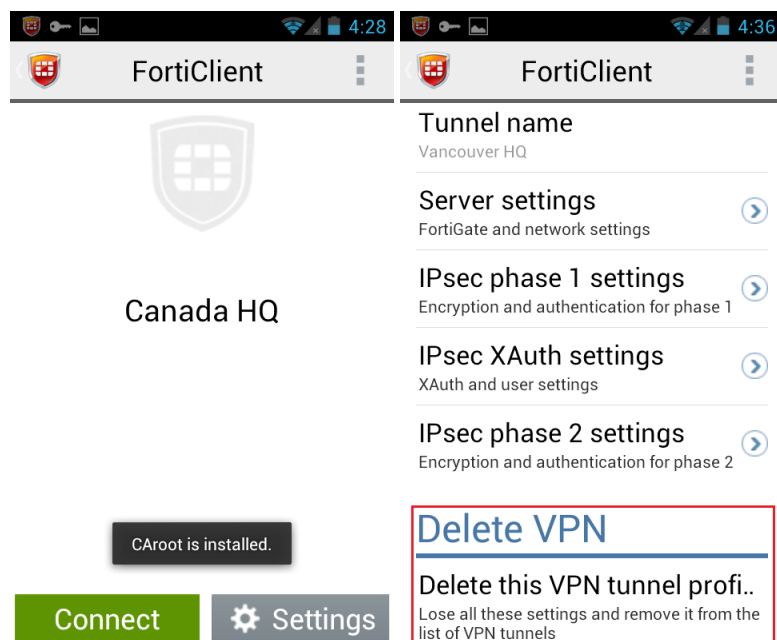 4:28
FortiClient
Canada HQ
CAroot is installed.
Connect
Settings
4:36
FortiClient
Tunnel name
Vancouver HQ
Server settings
FortiGate and network settings
IPsec phase 1 settings
Encryption and authentication for phase 1
IPsec XAuth settings
XAuth and user settings
IPsec phase 2 settings
Encryption and authentication for phase 2
Delete VPN
Delete this VPN tunnel profi..
Lose all these settings and remove it from the
list of VPN tunnels